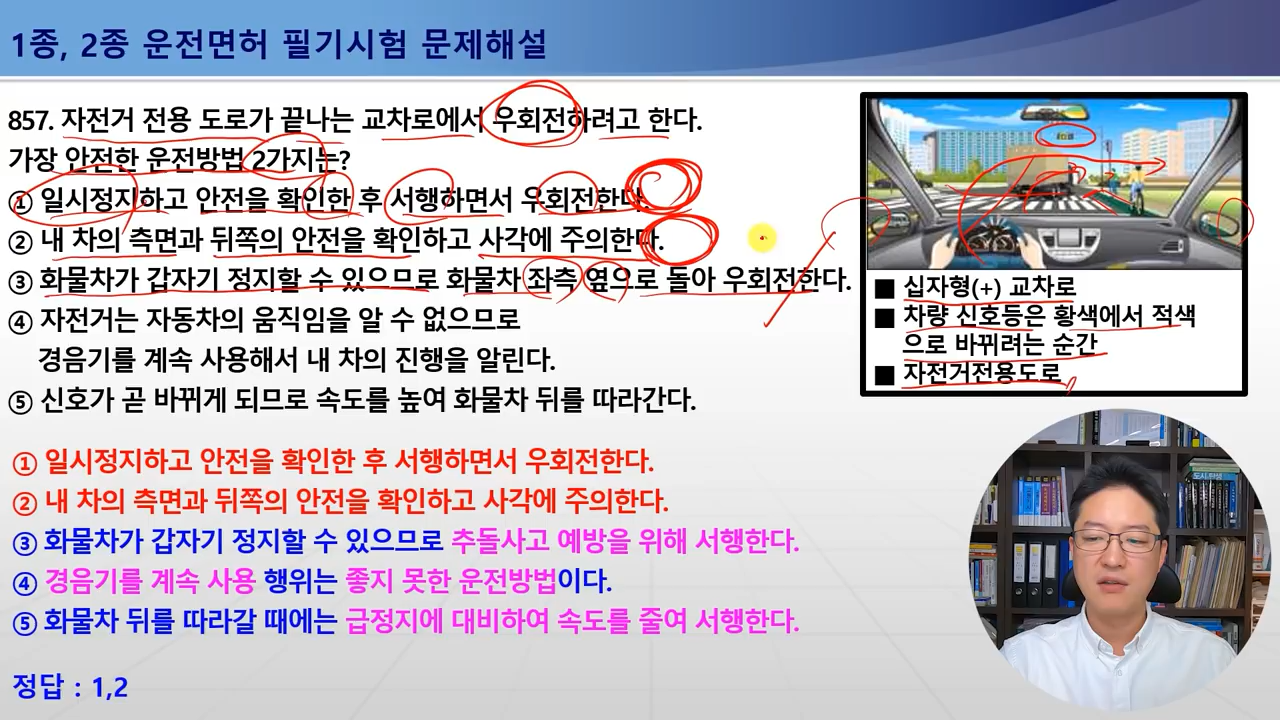 1종, 2종 운전면허 필기시험 문제해설
857. 자전거 전용 도로가 끝나는 교차로에서 우회전하려고 한다.
가장 안전한 운전방법 2가지는?
① 일시정지하고 안전을 확인한 후 서행하면서 우회전한다.
② 내 차의 측면과 뒤쪽의 안전을 확인하고 사각에 주의한다.
③ 화물차가 갑자기 정지할 수 있으므로 화물차 좌측 옆으로 돌아 우회전한다.
④ 자전거는 자동차의 움직임을 알 수 없으므로
경음기를 계속 사용해서 내 차의 진행을 알린다.
⑤ 신호가 곧 바뀌게 되므로 속도를 높여 화물차 뒤를 따라간다.
■ 십자형(+) 교차로
■ 차량 신호등은 황색에서 적색
으로 바뀌려는 순간
■ 자전거전용도로
① 일시정지하고 안전을 확인한 후 서행하면서 우회전한다.
② 내 차의 측면과 뒤쪽의 안전을 확인하고 사각에 주의한다.
③ 화물차가 갑자기 정지할 수 있으므로 추돌사고 예방을 위해 서행한다.
④ 경음기를 계속 사용 행위는 좋지 못한 운전방법이다.
⑤ 화물차 뒤를 따라갈 때에는 급정지에 대비하여 속도를 줄여 서행한다.
정답 : 1,2